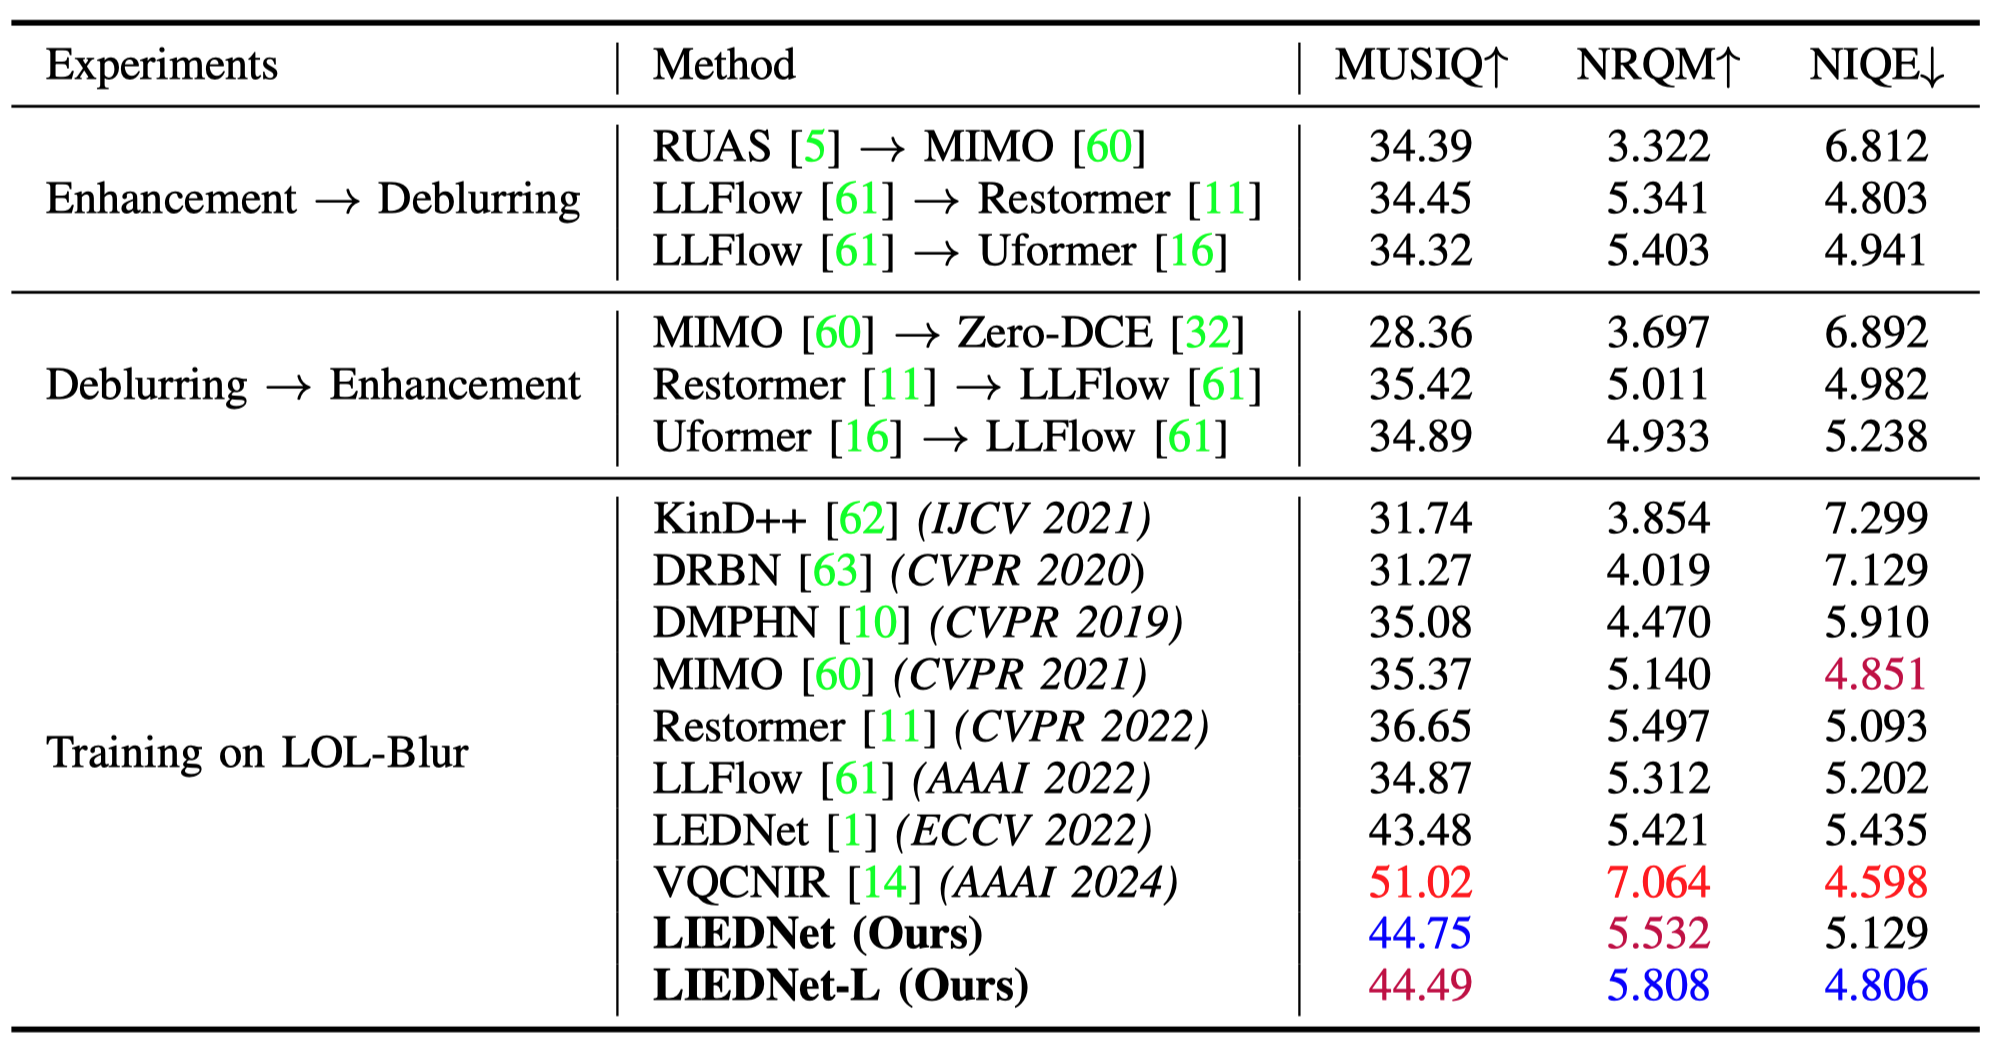 Experiments Method MUSIQ↑ NRQM↑ NIQE↓
RUAS [5] → MIMO [60] 34.39 3.322 6.812
Enhancement → Deblurring LLFlow [61] → Restormer [11] 34.45 5.341 4.803
LLFlow [61] → Uformer [16] 34.32 5.403 4.941
MIMO [60] → Zero-DCE [32] 28.36 3.697 6.892
Deblurring → Enhancement Restormer [11] → LLFlow [61] 35.42 5.011 4.982
Uformer [16] → LLFlow [61] 34.89 4.933 5.238
KinD++ [62] (IJCV 2021) 31.74 3.854 7.299
DRBN [63] (CVPR 2020) 31.27 4.019 7.129
DMPHN [10] (CVPR 2019) 35.08 4.470 5.910
MIMO [60] (CVPR 2021) 35.37 5.140 4.851
Restormer [11] (CVPR 2022) 36.65 5.497 5.093
Training on LOL-Blur
LLFlow [61] (AAAI 2022) 34.87 5.312 5.202
LEDNet [1] (ECCV 2022) 43.48 5.421 5.435
VQCNIR [14] (AAAI 2024) 51.02 7.064 4.598
LIEDNet (Ours) 44.75 5.532 5.129
LIEDNet-L (Ours) 44.49 5.808 4.806